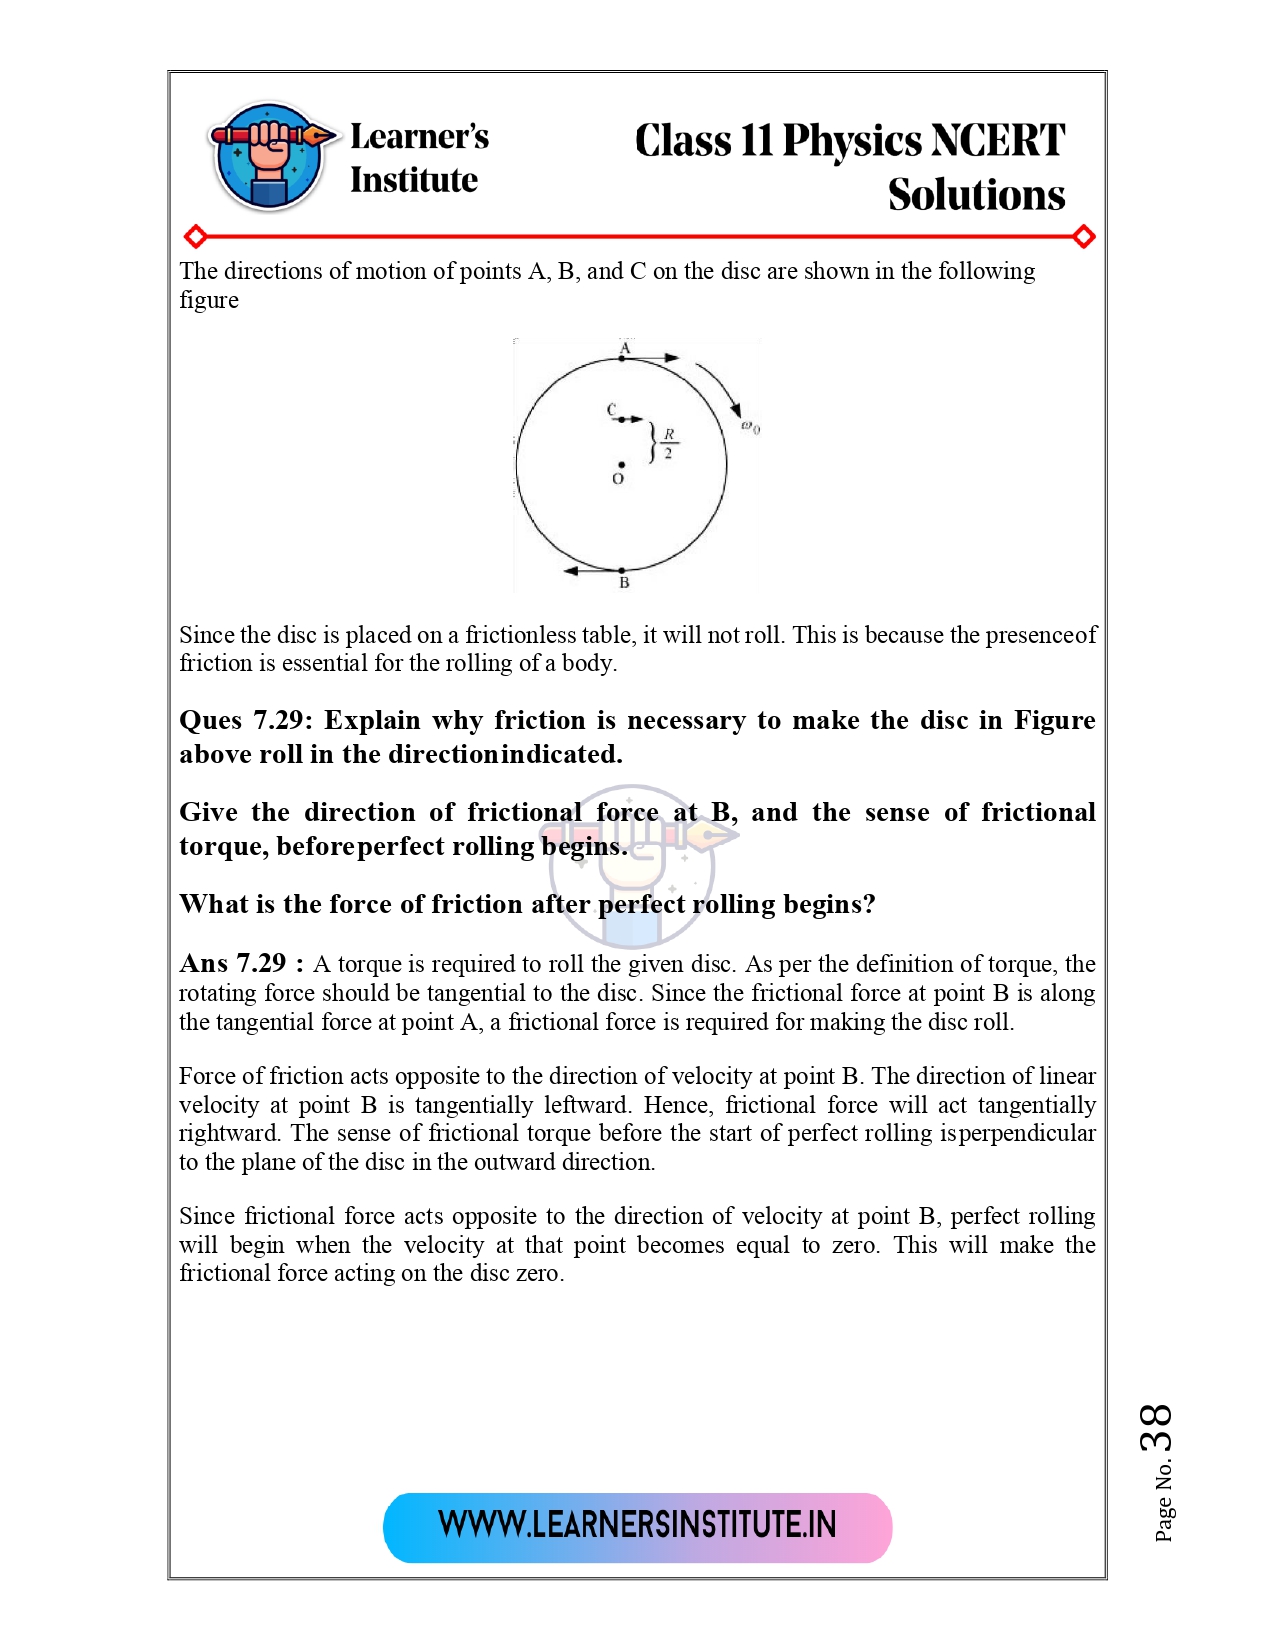 Learner's
Institute
Class 11 Physics NCERT
Solutions
The directions of motion of points A, B, and C on the disc are shown in the following
figure
A
C
R
2
ω0
O
B
Since the disc is placed on a frictionless table, it will not roll. This is because the presenceof
friction is essential for the rolling of a body.
Ques 7.29: Explain why friction is necessary to make the disc in Figure
above roll in the directionindicated.
Give the direction of frictional force at B, and the sense of frictional
torque, beforeperfect rolling begins.
What is the force of friction after perfect rolling begins?
Ans 7.29 : A torque is required to roll the given disc. As per the definition of torque, the
rotating force should be tangential to the disc. Since the frictional force at point B is along
the tangential force at point A, a frictional force is required for making the disc roll.
Force of friction acts opposite to the direction of velocity at point B. The direction of linear
velocity at point B is tangentially leftward. Hence, frictional force will act tangentially
rightward. The sense of frictional torque before the start of perfect rolling isperpendicular
to the plane of the disc in the outward direction.
Since frictional force acts opposite to the direction of velocity at point B, perfect rolling
will begin when the velocity at that point becomes equal to zero. This will make the
frictional force acting on the disc zero.
Page No. 38
WWW.LEARNERSINSTITUTE.IN